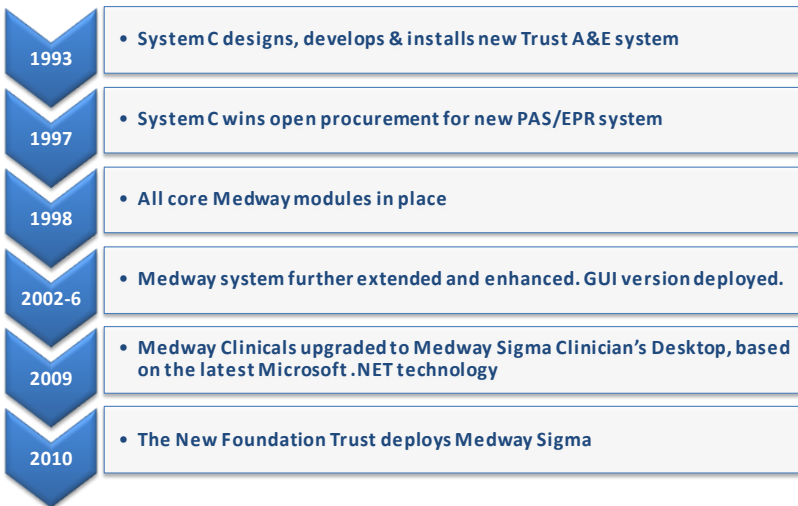 1993
• System C designs, develops & installs new Trust A&E system
1997
• System C wins open procurement for new PAS/EPR system
1998
• All core Medway modules in place
2002-6
• Medway system further extended and enhanced. GUI version deployed.
2009
• Medway Clinicals upgraded to Medway Sigma Clinician’s Desktop, based
on the latest Microsoft .NET technology
2010
• The New Foundation Trust deploys Medway Sigma